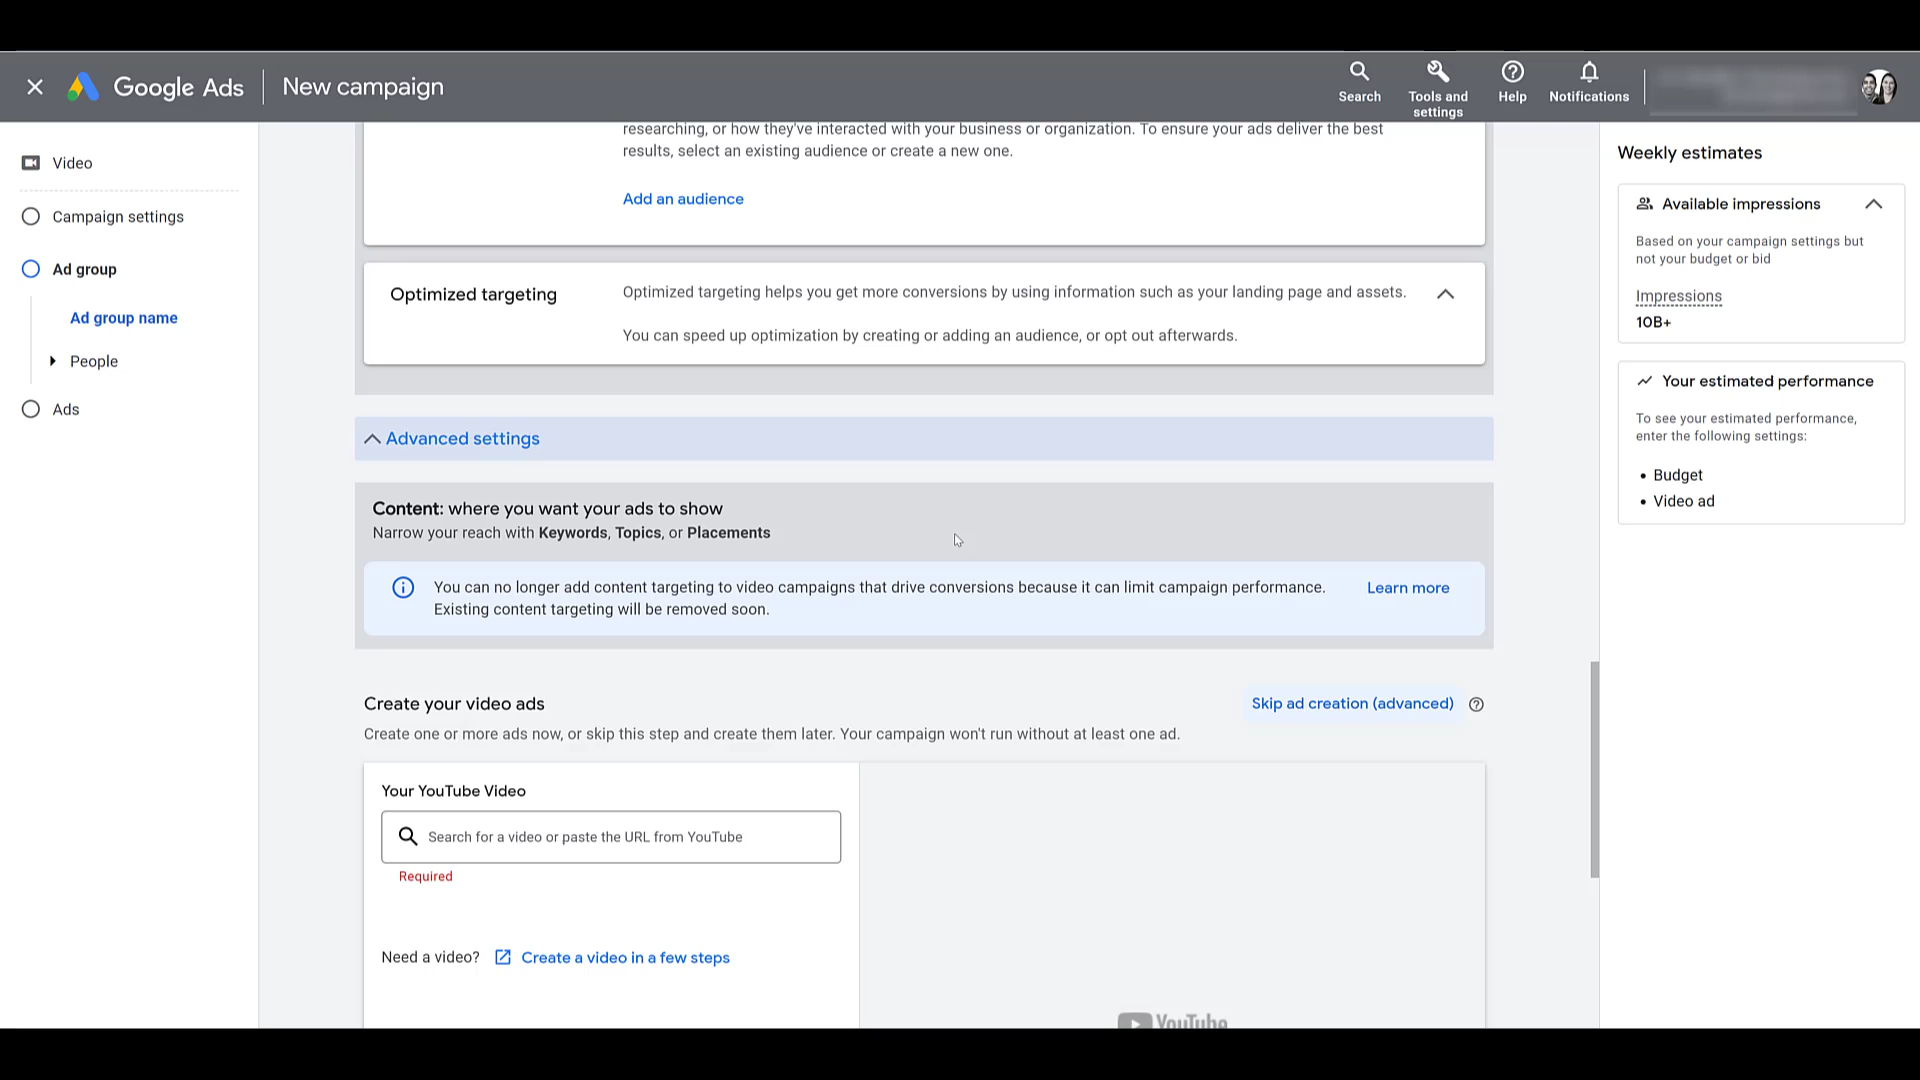 Google Ads
New campaign
Search
Tools and
settings
Help
Notifications
Video
Campaign settings
Ad group
Ad group name
People
Ads
researching, or how they've interacted with your business or organization. To ensure your ads deliver the best
results, select an existing audience or create a new one.
Add an audience
Optimized targeting
Optimized targeting helps you get more conversions by using information such as your landing page and assets.
You can speed up optimization by creating or adding an audience, or opt out afterwards.
Advanced settings
Content: where you want your ads to show
Narrow your reach with Keywords, Topics, or Placements
You can no longer add content targeting to video campaigns that drive conversions because it can limit campaign performance.
Existing content targeting will be removed soon.
Learn more
Create your video ads
Skip ad creation (advanced)
Create one or more ads now, or skip this step and create them later. Your campaign won't run without at least one ad.
Your YouTube Video
Search for a video or paste the URL from YouTube
Required
Need a video?
Create a video in a few steps
YouTube
Weekly estimates
Available impressions
Based on your campaign settings but
not your budget or bid
Impressions
10B+
Your estimated performance
To see your estimated performance,
enter the following settings:
• Budget
• Video ad